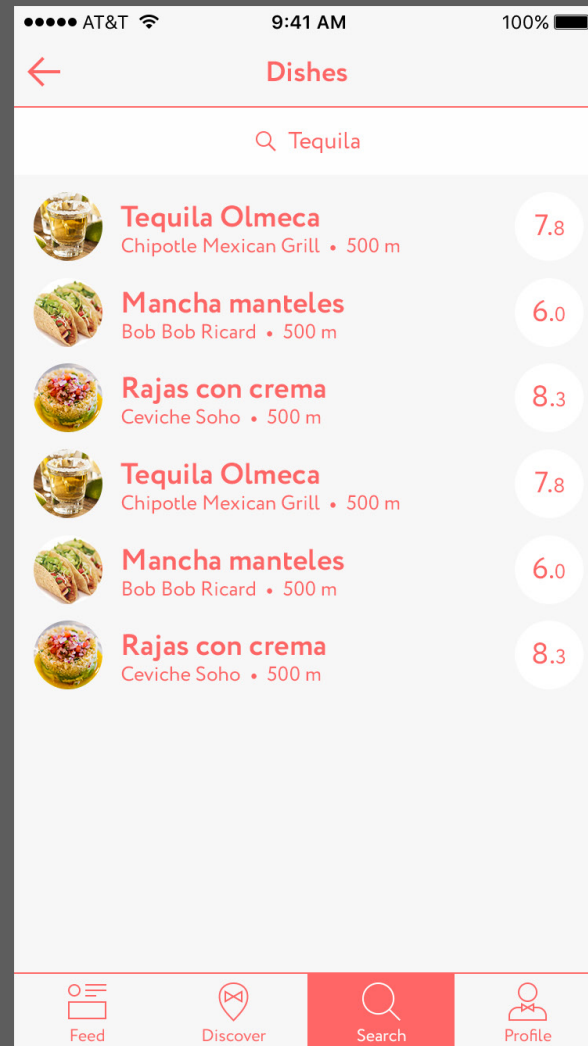 AT&T 9:41 AM 100%
Dishes
Tequila
Tequila Olmeca
Chipotle Mexican Grill • 500 m
7.8
Mancha manteles
Bob Bob Ricard • 500 m
6.0
Rajas con crema
Ceviche Soho • 500 m
8.3
Tequila Olmeca
Chipotle Mexican Grill • 500 m
7.8
Mancha manteles
Bob Bob Ricard • 500 m
6.0
Rajas con crema
Ceviche Soho • 500 m
8.3
Feed Discover Search Profile